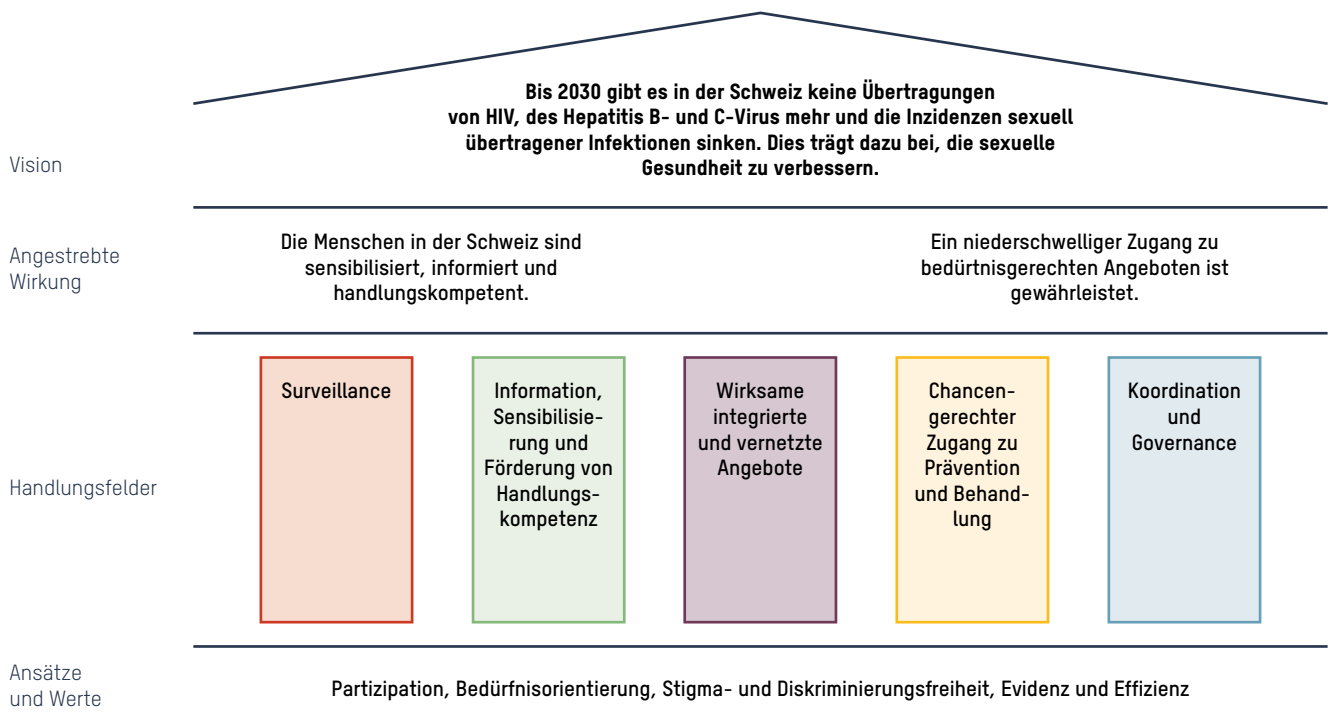 Vision
Bis 2030 gibt es in der Schweiz keine Übertragungen
von HIV, des Hepatitis B- und C-Virus mehr und die Inzidenzen sexuell
übertragener Infektionen sinken. Dies trägt dazu bei, die sexuelle
Gesundheit zu verbessern.
Angestrebte
Wirkung
Die Menschen in der Schweiz sind
sensibilisiert, informiert und
handlungskompetent.
Ein niederschwelliger Zugang zu
bedürtnisgerechten Angeboten ist
gewährleistet.
Handlungsfelder
Surveillance
Information,
Sensibilisie-
rung und
Förderung von
Handlungs-
kompetenz
Wirksame
integrierte
und vernetzte
Angebote
Chancen-
gerechter
Zugang zu
Prävention
und Behand-
lung
Koordination
und
Governance
Ansätze
und Werte
Partizipation, Bedürfnisorientierung, Stigma- und Diskriminierungsfreiheit, Evidenz und Effizienz